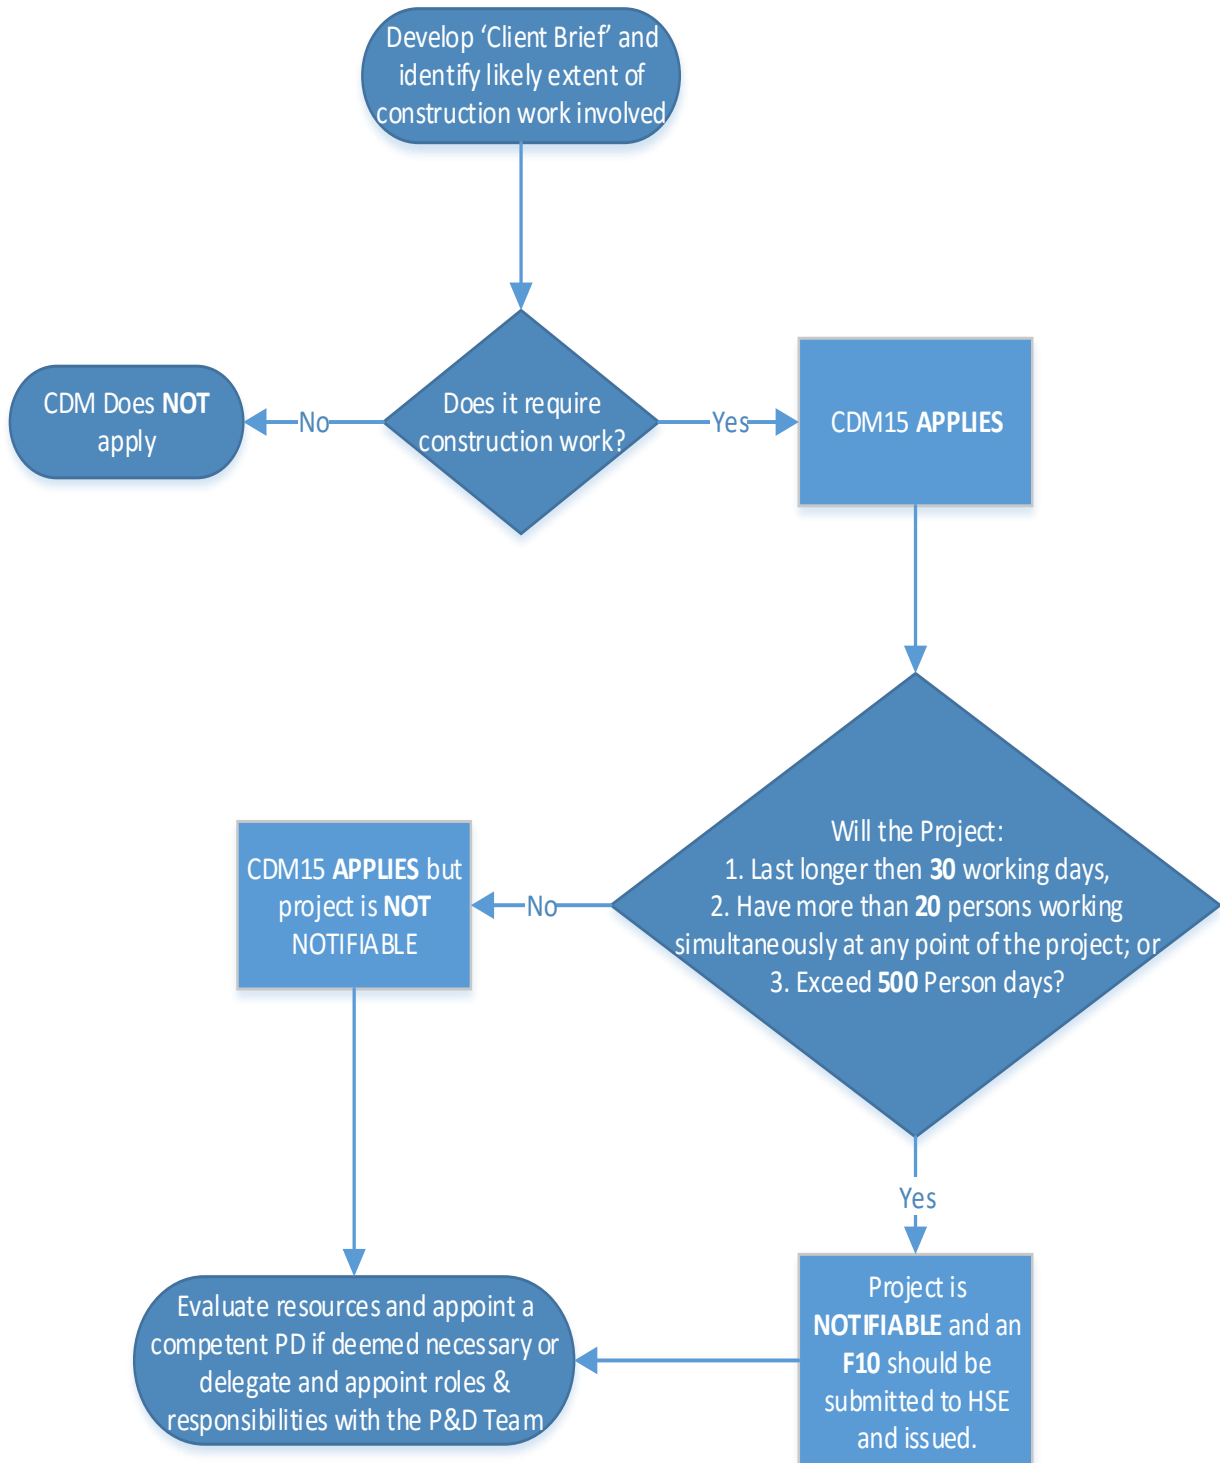 Develop ‘Client Brief’ and
identify likely extent of
construction work involved
CDM Does NOT
apply
No
Does it require
construction work?
Yes
CDM15 APPLIES
Will the Project:
1. Last longer then 30 working days,
2. Have more than 20 persons working
simultaneously at any point of the project; or
3. Exceed 500 Person days?
No
CDM15 APPLIES but
project is NOT
NOTIFIABLE
Yes
Project is
NOTIFIABLE and an
F10 should be
submitted to HSE
and issued.
Evaluate resources and appoint a
competent PD if deemed necessary or
delegate and appoint roles &
responsibilities with the P&D Team